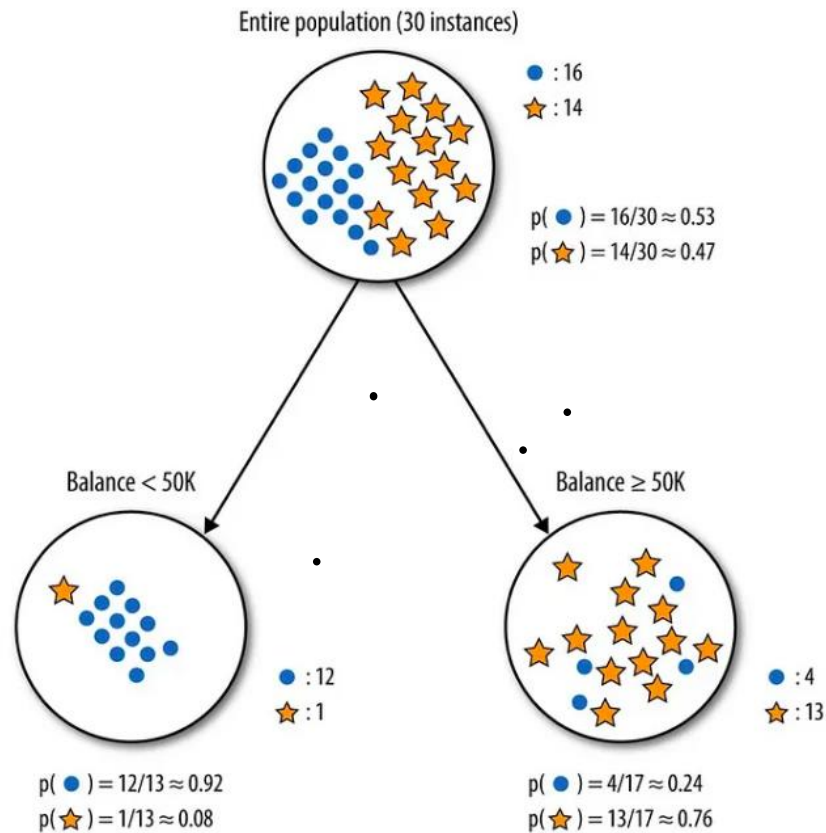 Entire population (30 instances)
: 16
: 14
p( ) = 16/30 ≈ 0.53
p( ) = 14/30 ≈ 0.47
Balance < 50K
Balance ≥ 50K
: 12
: 1
: 4
: 13
p( ) = 12/13 ≈ 0.92
p( ) = 1/13 ≈ 0.08
p( ) = 4/17 ≈ 0.24
p( ) = 13/17 ≈ 0.76